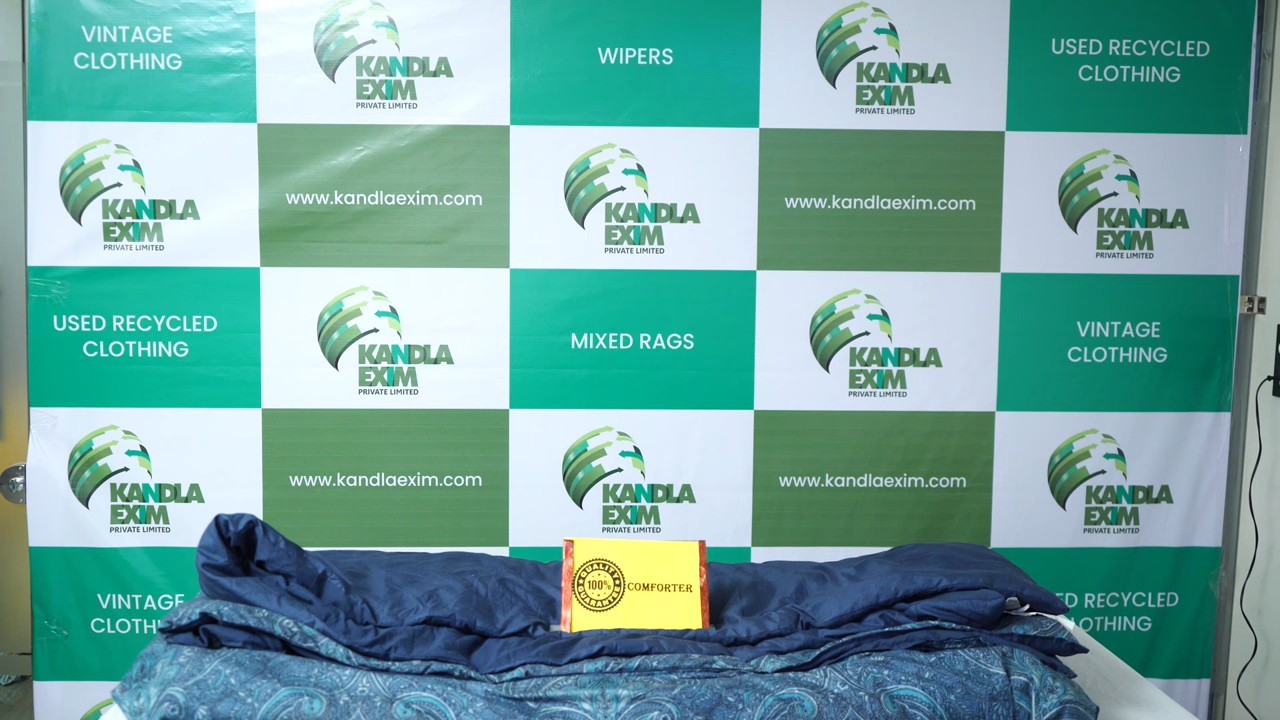 VINTAGE
CLOTHING
KANDLA
EXIM
PRIVATE LIMITED
WIPERS
KANDLA
EXIM
PRIVATE LIMITED
USED RECYCLED
CLOTHING
KANDLA
EXIM
PRIVATE LIMITED
www.kandlaexim.com
KANDLA
EXIM
PRIVATE LIMITED
www.kandlaexim.com
KANDLA
EXIM
PRIVATE LIMITED
USED RECYCLED
CLOTHING
KANDLA
EXIM
PRIVATE LIMITED
MIXED RAGS
KANDLA
EXIM
PRIVATE LIMITED
VINTAGE
CLOTHING
KANDLA
EXIM
PRIVATE LIMITED
www.kandlaexim.com
KANDLA
EXIM
PRIVATE LIMITED
www.kandlaexim.com
KANDLA
EXIM
PRIVATE LIMITED
VINTAGE
CLOTHI
QUALITY
100%
GUARANTEE
COMFORTER
ED RECYCLED
LOTHING